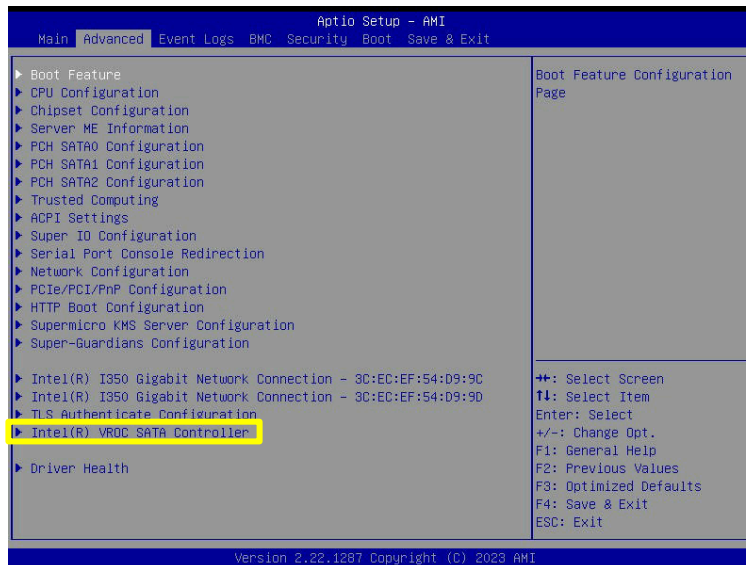 Aptio Setup - AMI
Main Advanced Event Logs BMC Security Boot Save & Exit
Boot Feature
CPU Configuration
Chipset Configuration
Server ME Information
PCH SATA0 Configuration
PCH SATA1 Configuration
PCH SATA2 Configuration
Trusted Computing
ACPI Settings
Super IO Configuration
Serial Port Console Redirection
Network Configuration
PCIe/PCI/PnP Configuration
HTTP Boot Configuration
Supermicro KMS Server Configuration
Super-Guardians Configuration
Intel(R) I350 Gigabit Network Connection - 3C:EC:EF:54:D9:9C
Intel(R) I350 Gigabit Network Connection - 3C:EC:EF:54:D9:9D
TLS Authenticate Configuration
Intel(R) VROC SATA Controller
Driver Health
Boot Feature Configuration
Page
→←: Select Screen
↑↓: Select Item
Enter: Select
+/-: Change Opt.
F1: General Help
F2: Previous Values
F3: Optimized Defaults
F4: Save & Exit
ESC: Exit
Version 2.22.1287 Copyright (C) 2023 AMI